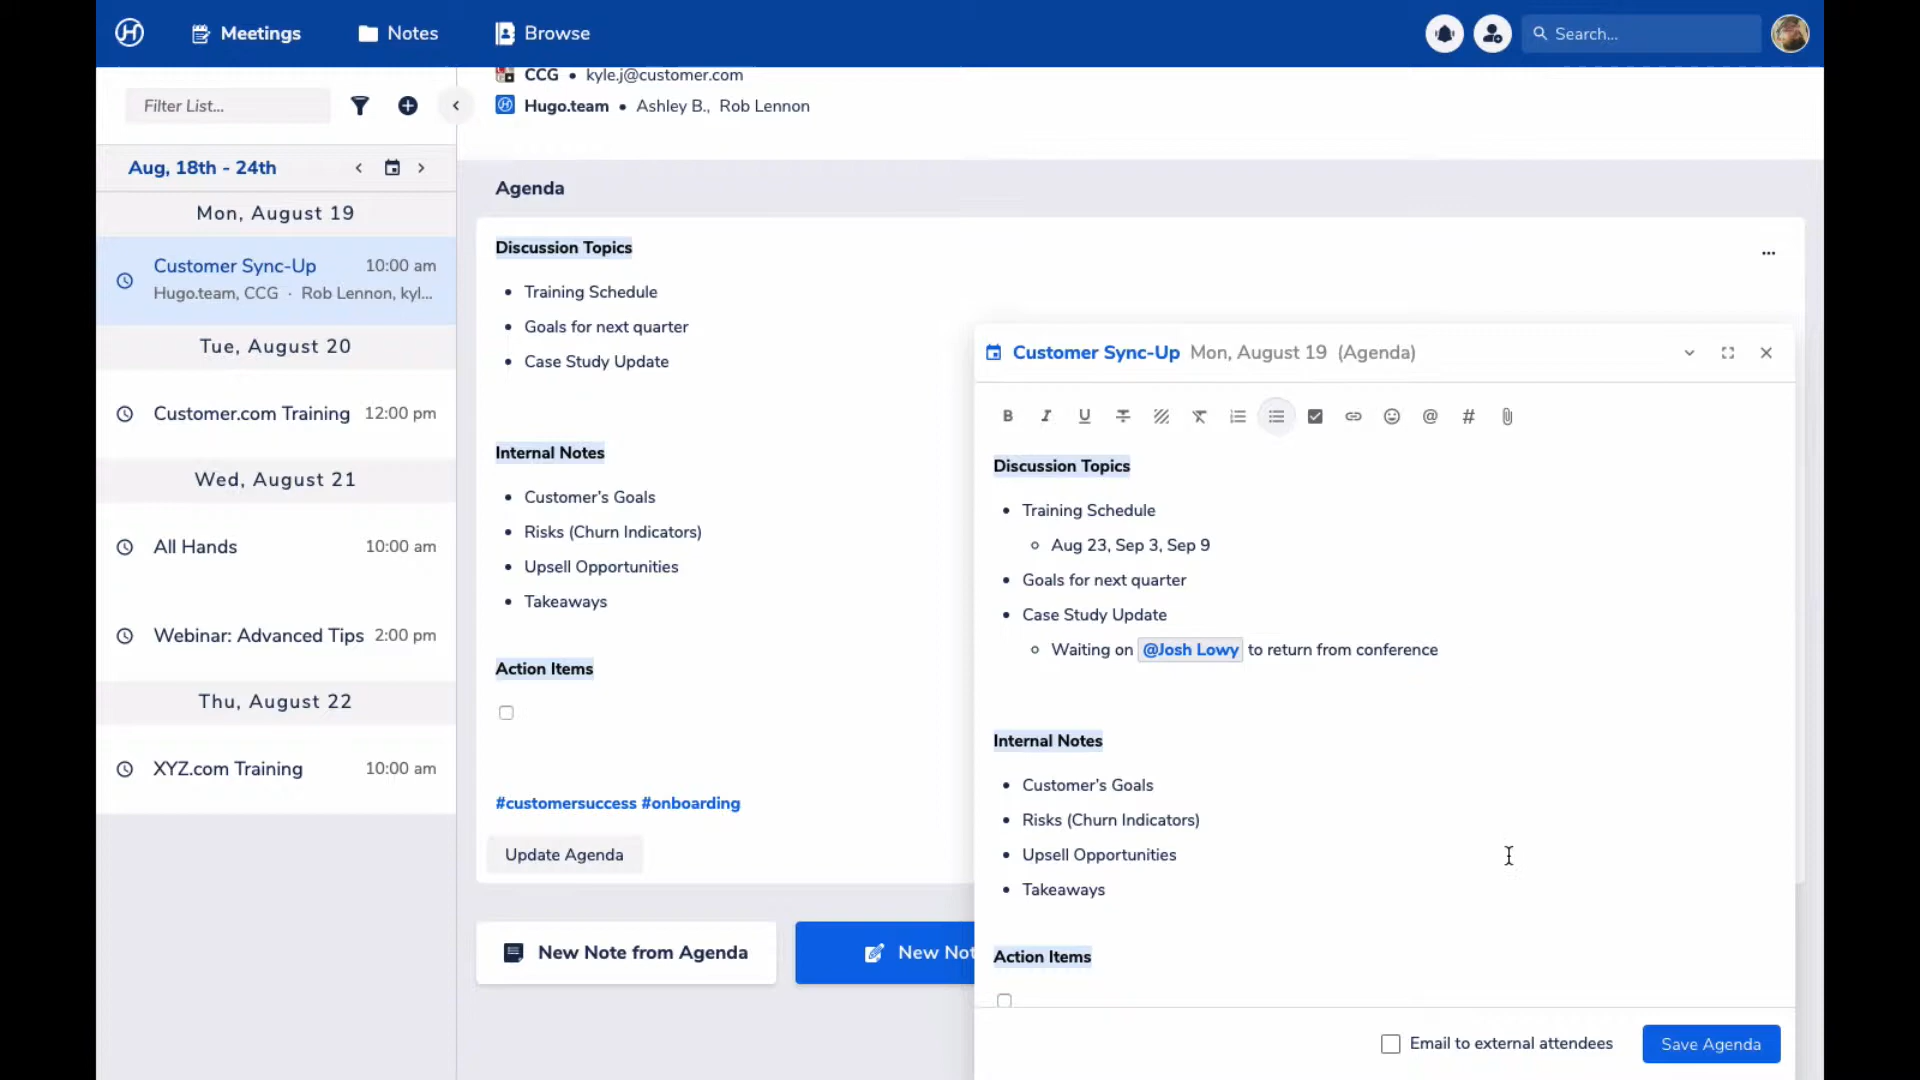 Meetings
Notes
Browse
Search...
CCG • kyle.j@customer.com
Hugo.team • Ashley B., Rob Lennon
Filter List...
Aug, 18th - 24th
Mon, August 19
Customer Sync-Up 10:00 am
Hugo.team, CCG · Rob Lennon, kyl...
Tue, August 20
Customer.com Training 12:00 pm
Wed, August 21
All Hands 10:00 am
Webinar: Advanced Tips 2:00 pm
Thu, August 22
XYZ.com Training 10:00 am
Agenda
Discussion Topics
• Training Schedule
• Goals for next quarter
• Case Study Update
Internal Notes
• Customer's Goals
• Risks (Churn Indicators)
• Upsell Opportunities
• Takeaways
Action Items
#customersuccess #onboarding
Update Agenda
New Note from Agenda
New Not
Customer Sync-Up Mon, August 19 (Agenda)
Discussion Topics
• Training Schedule
Aug 23, Sep 3, Sep 9
• Goals for next quarter
• Case Study Update
Waiting on @Josh Lowy to return from conference
Internal Notes
• Customer's Goals
• Risks (Churn Indicators)
• Upsell Opportunities
• Takeaways
Action Items
Email to external attendees
Save Agenda